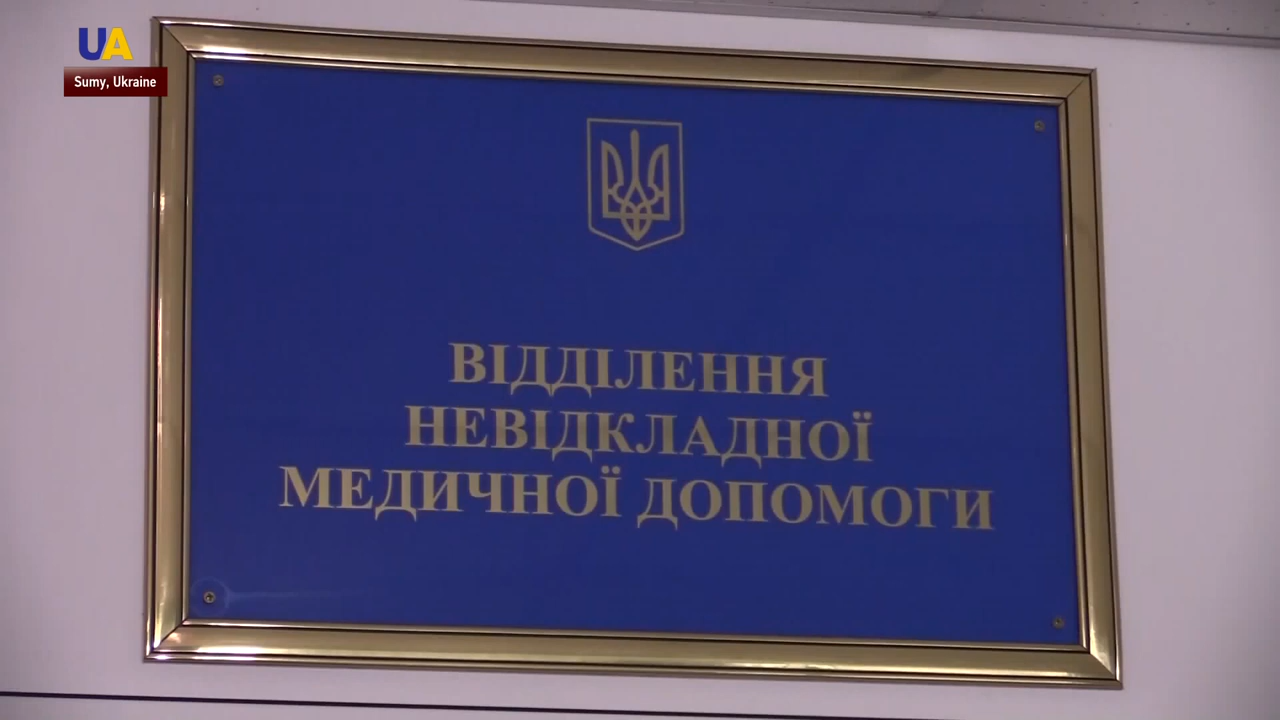 UA
Sumy, Ukraine
ВІДДІЛЕННЯ
НЕВІДКЛАДНОЇ
МЕДИЧНОЇ ДОПОМОГИ